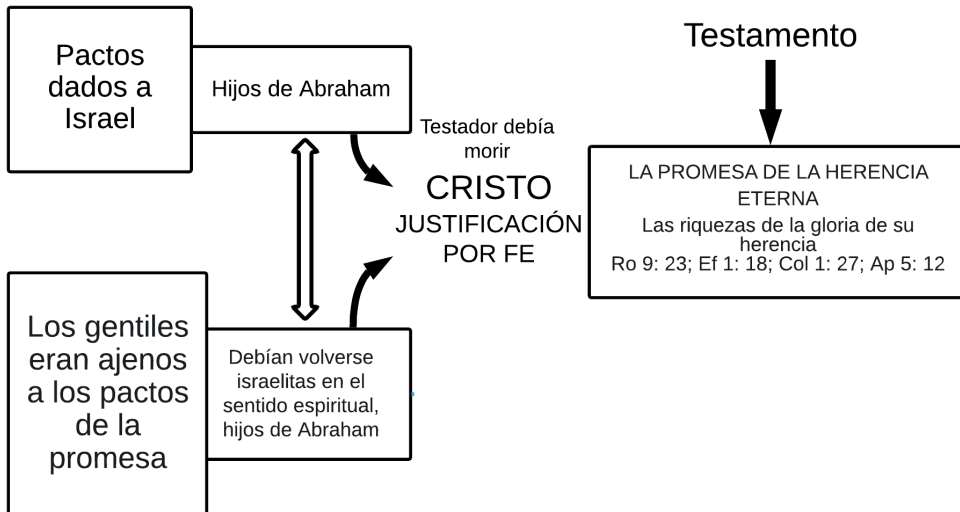 Pactos
dados a
Israel
Hijos de Abraham
Testador debía
morir
CRISTO
JUSTIFICACIÓN
POR FE
Testamento
LA PROMESA DE LA HERENCIA
ETERNA
Las riquezas de la gloria de su
herencia
Ro 9: 23; Ef 1: 18; Col 1: 27; Ap 5: 12
Los gentiles
eran ajenos
a los pactos
de la
promesa
Debían volverse
israelitas en el
sentido espiritual,
hijos de Abraham